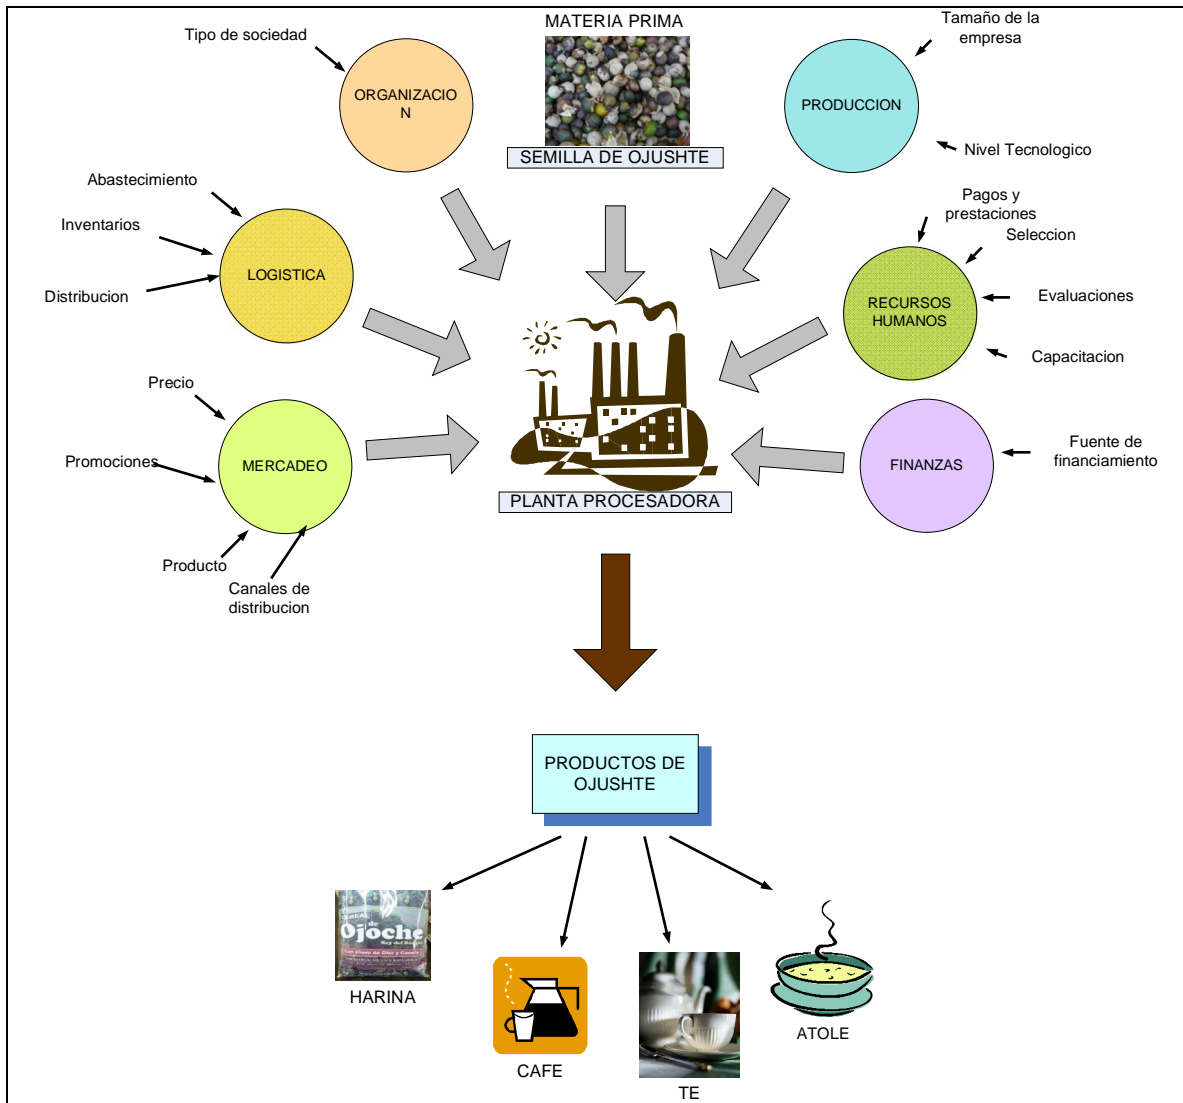 MATERIA PRIMA
Tipo de sociedad
ORGANIZACIO
N
SEMILLA DE OJUSHTE
Tamaño de la
empresa
PRODUCCION
Nivel Tecnologico
Abastecimiento
Inventarios
Distribucion
LOGISTICA
Pagos y
prestaciones
Seleccion
Evaluaciones
Capacitacion
RECURSOS
HUMANOS
Precio
Promociones
Producto
Canales de
distribucion
MERCADEO
PLANTA PROCESADORA
FINANZAS
Fuente de
financiamiento
PRODUCTOS DE
OJUSHTE
de
Ojoche
HARINA
CAFE
TE
ATOLE